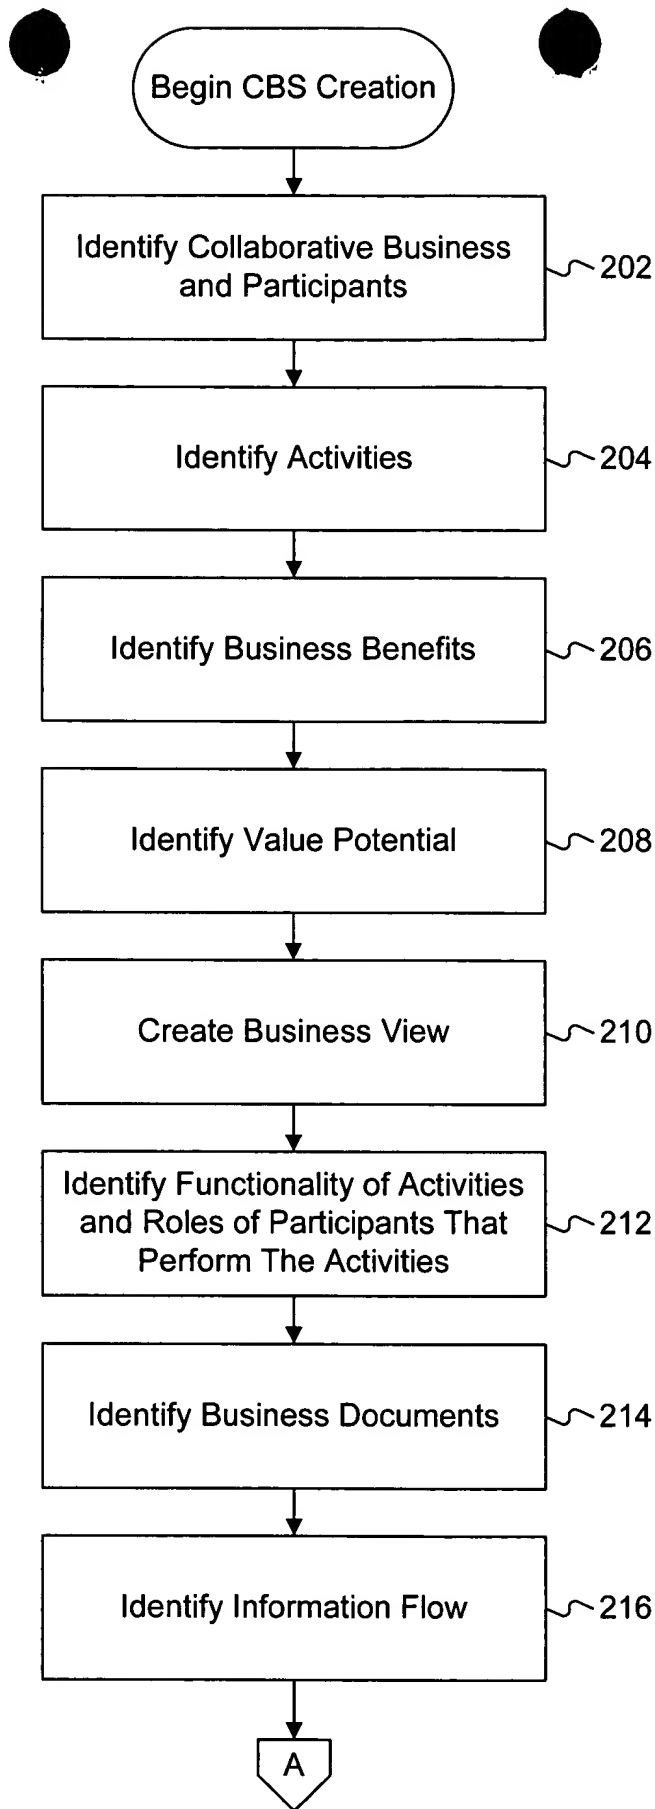 Begin CBS Creation
Identify Collaborative Business
and Participants
202
Identify Activities
204
Identify Business Benefits
206
Identify Value Potential
208
Create Business View
210
Identify Functionality of Activities
and Roles of Participants That
Perform The Activities
212
Identify Business Documents
214
Identify Information Flow
216
A